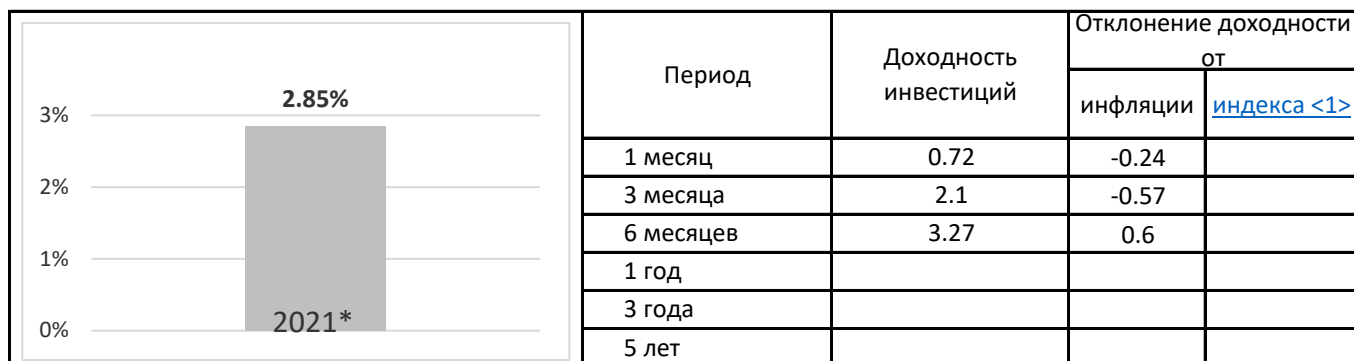 2.85%
3%
2%
1%
0%
2021*
Период
Доходность
инвестиций
Отклонение доходности
от
инфляции
индекса <1>
1 месяц 0.72 -0.24
3 месяца 2.1 -0.57
6 месяцев 3.27 0.6
1 год
3 года
5 лет